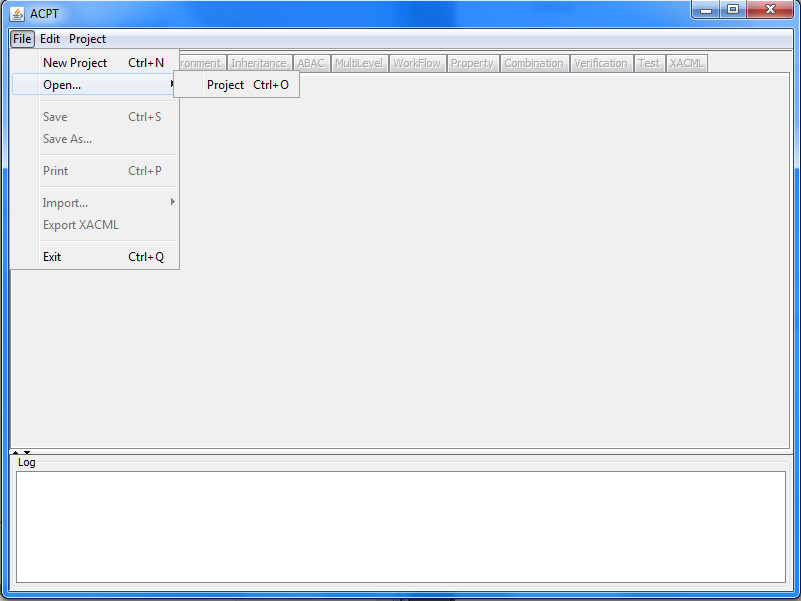 ACPT
File Edit Project
Inheritance ABAC MultiLevel WorkFlow Property Combination Verification Test XACML
New Project Ctrl+N
Open...
Project Ctrl+O
Save Ctrl+S
Save As...
Print Ctrl+P
Import...
Export XACML
Exit Ctrl+Q
Log